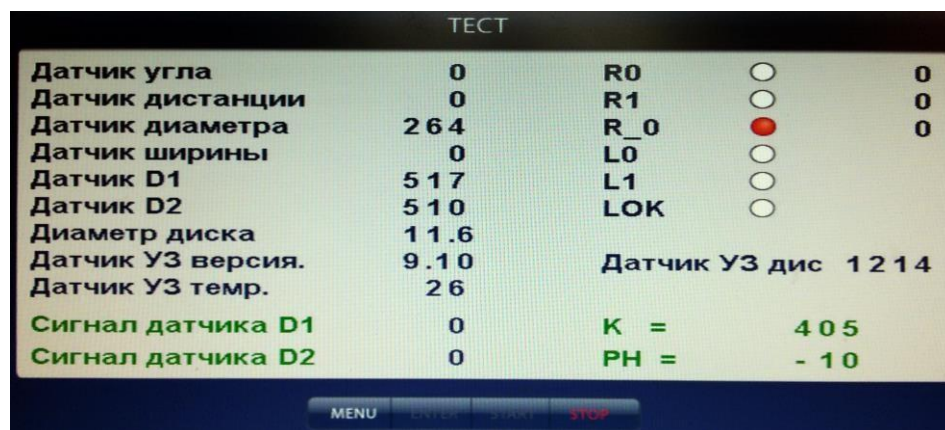 ТЕСТ
Датчик угла 0 R0 0
Датчик дистанции 0 R1 0
Датчик диаметра 264 R_0 0
Датчик ширины 0 L0
Датчик D1 517 L1
Датчик D2 510 LOK
Диаметр диска 11.6
Датчик УЗ версия. 9.10 Датчик УЗ дис 1214
Датчик УЗ темр. 26
Сигнал датчика D1 0 K = 405
Сигнал датчика D2 0 PH = -10
MENU ENTER START STOP